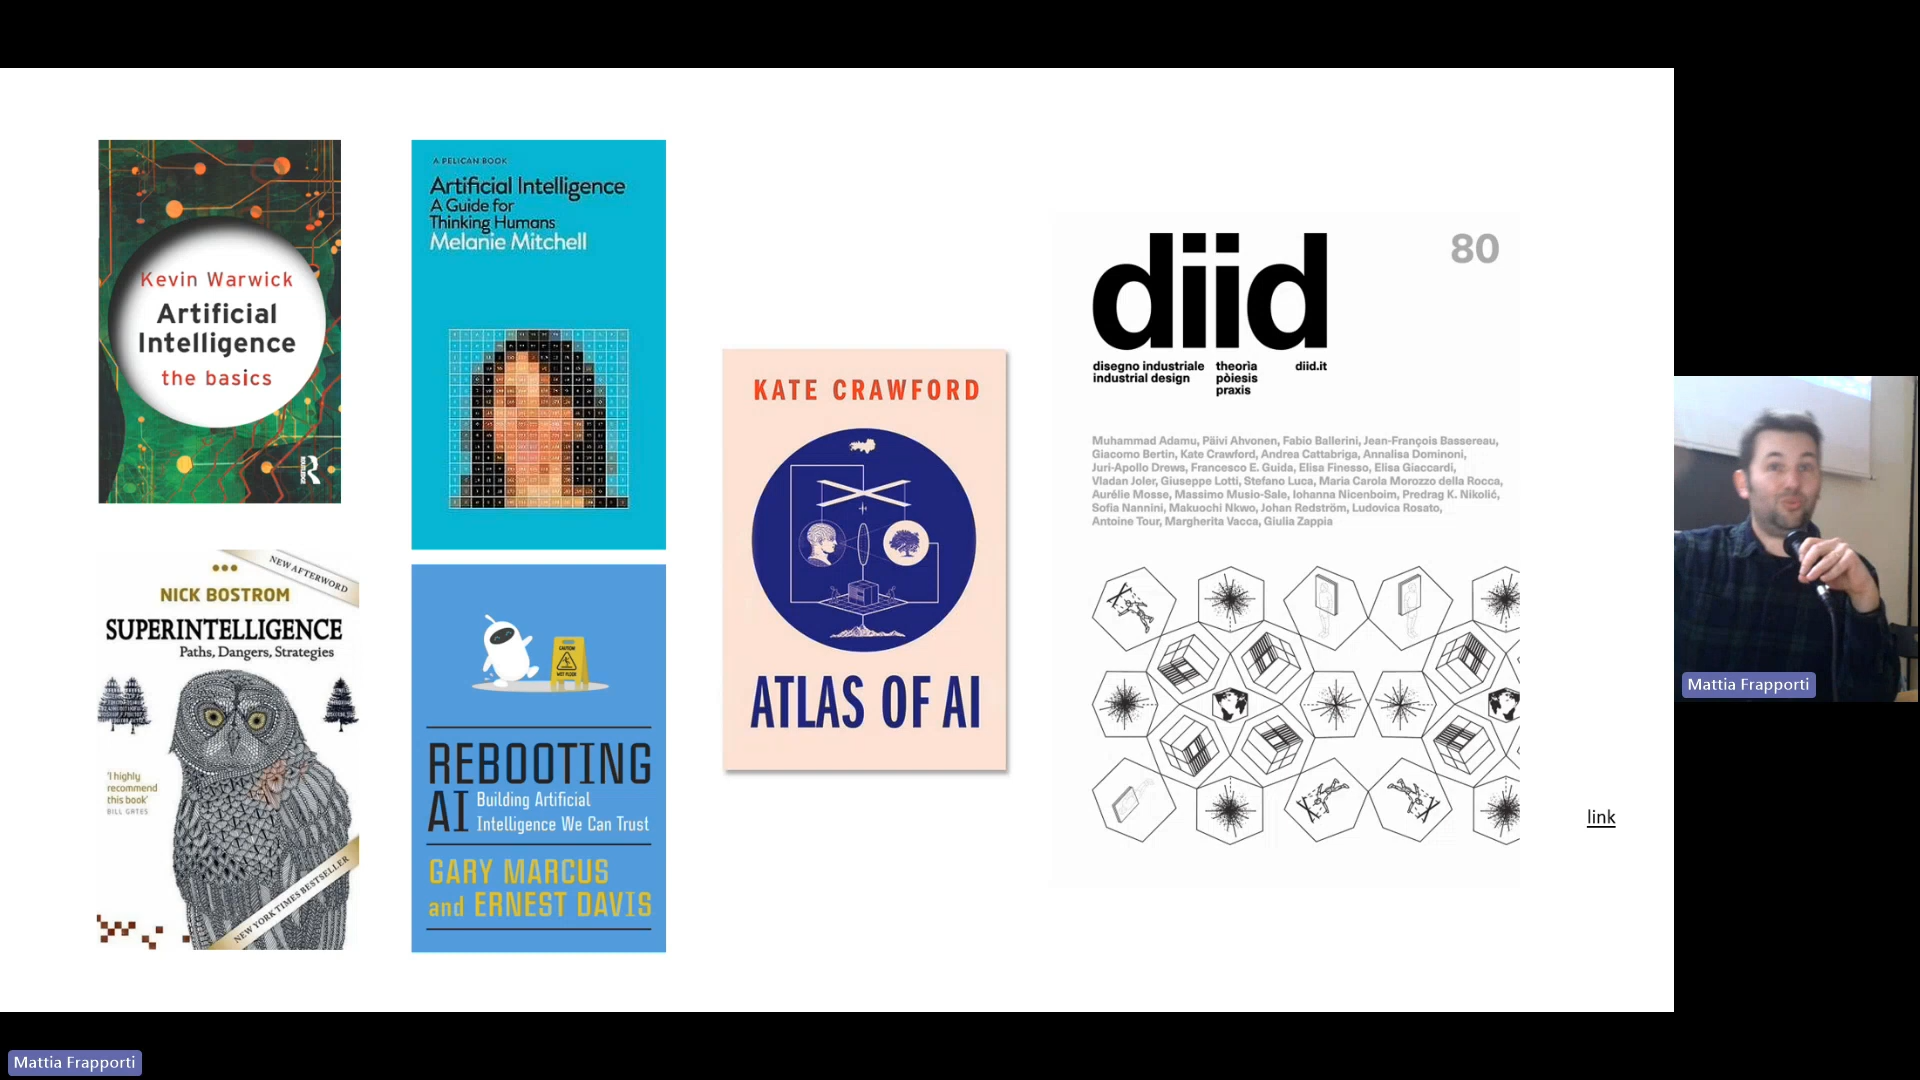 Kevin Warwick
Artificial
Intelligence
the basics
ROUTLEDGE
NEW AFTERWORD
NICK BOSTROM
SUPERINTELLIGENCE
Paths, Dangers, Strategies
'I highly
recommend
this book'
BILL GATES
NEW YORK TIMES BESTSELLER
A PELICAN BOOK
Artificial Intelligence
A Guide for
Thinking Humans
Melanie Mitchell
CAUTION
WET FLOOR
REBOOTING
AI Building Artificial
Intelligence We Can Trust
GARY MARCUS
and ERNEST DAVIS
KATE CRAWFORD
ATLAS OF AI
diid
80
disegno industriale
industrial design
theorìa
pòiesis
praxis
diid.it
Muhammad Adamu, Päivi Ahvonen, Fabio Ballerini, Jean-François Bassereau,
Giacomo Bertin, Kate Crawford, Andrea Cattabriga, Annalisa Dominoni,
Juri-Apollo Drews, Francesco E. Guida, Elisa Finesso, Elisa Giaccardi,
Vladan Joler, Giuseppe Lotti, Stefano Luca, Maria Carola Morozzo della Rocca,
Aurélie Mosse, Massimo Musio-Sale, Iohanna Nicenboim, Predrag K. Nikolić,
Sofia Nannini, Makuochi Nkwo, Johan Redström, Ludovica Rosato,
Antoine Tour, Margherita Vacca, Giulia Zappia
link
Mattia Frapporti
Mattia Frapporti